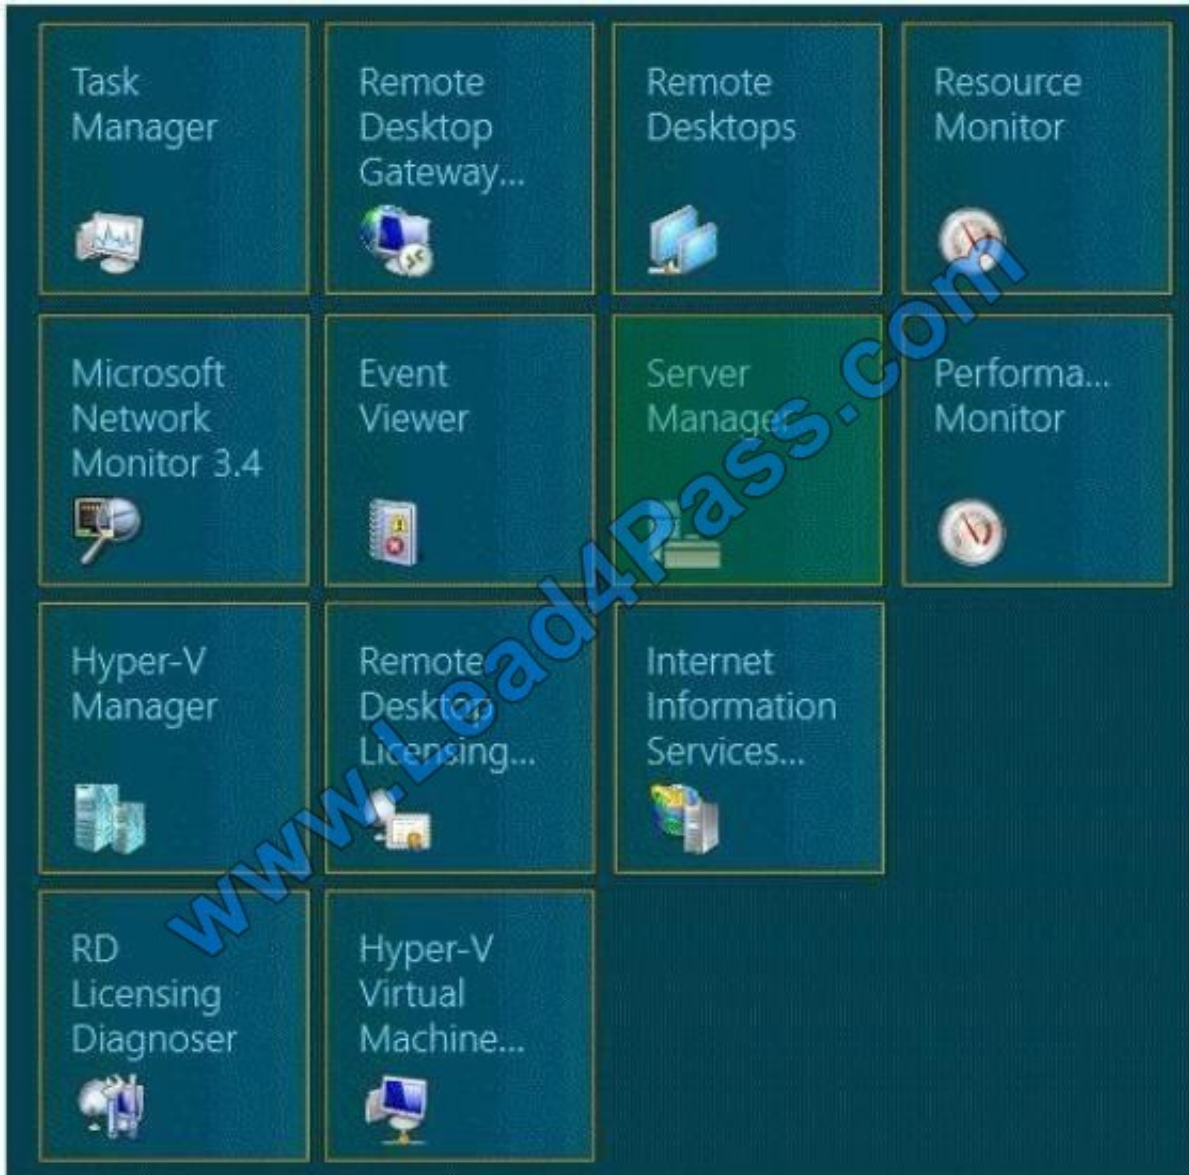 Task
Manager
Remote
Desktop
Gateway...
Remote
Desktops
Resource
Monitor
Microsoft
Network
Monitor 3.4
Event
Viewer
Server
Manager
Performa...
Monitor
Hyper-V
Manager
Remote
Desktop
Licensing...
Internet
Information
Services...
RD
Licensing
Diagnoser
Hyper-V
Virtual
Machine...
www.Lead4Pass.com